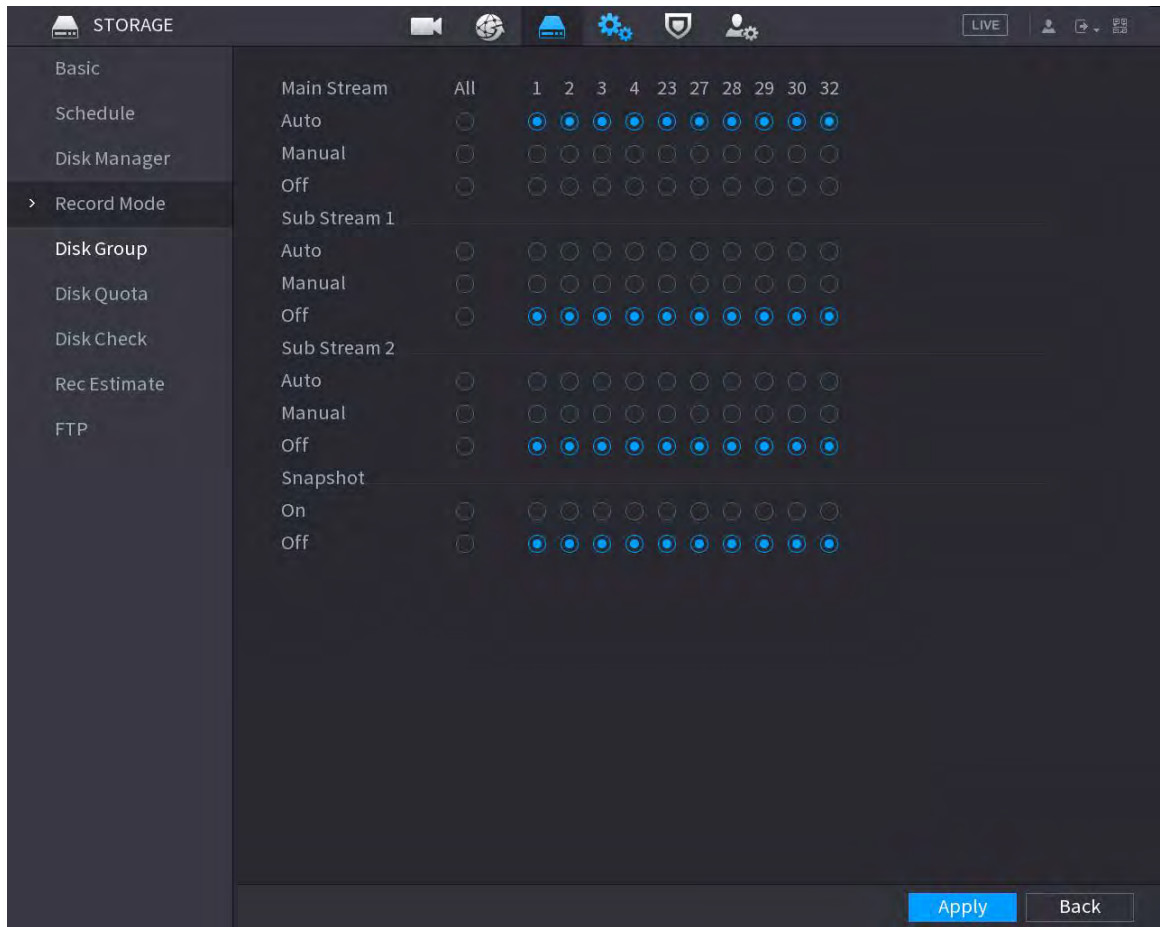 STORAGE
LIVE
Basic
Schedule
Disk Manager
Record Mode
Disk Group
Disk Quota
Disk Check
Rec Estimate
FTP
Main Stream All 1 2 3 4 23 27 28 29 30 32
Auto
Manual
Off
Sub Stream 1
Auto
Manual
Off
Sub Stream 2
Auto
Manual
Off
Snapshot
On
Off
Apply Back